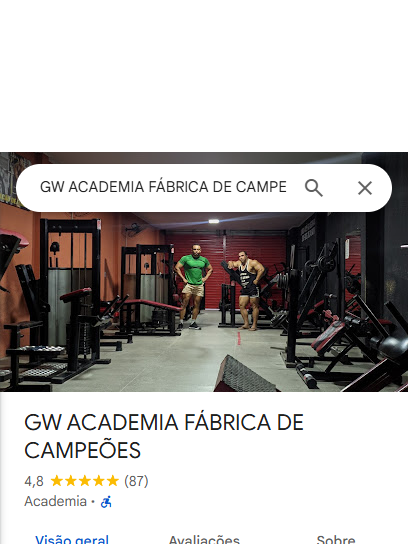 GW ACADEMIA FÁBRICA DE CAMPE
GW ACADEMIA FÁBRICA DE
CAMPEÕES
4,8 (87)
Academia ·
Visão geral Avaliações Sobre